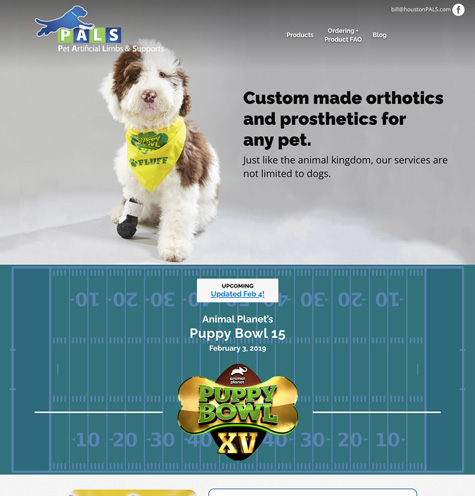 bill@houstonPALS.com
PALS
Pet Artificial Limbs & Supports
Products
Ordering +
Product FAQ
Blog
PUPPY
BOWL
FLUFF
Custom made orthotics
and prosthetics for
any pet.
Just like the animal kingdom, our services are
not limited to dogs.
UPCOMING
Updated Feb 4!
10 20 30 40 40 30 20 10
Animal Planet's
Puppy Bowl 15
February 3, 2019
animal
planet
PUPPY
BOWL
XV
10 20 30 40 40 30 20 10